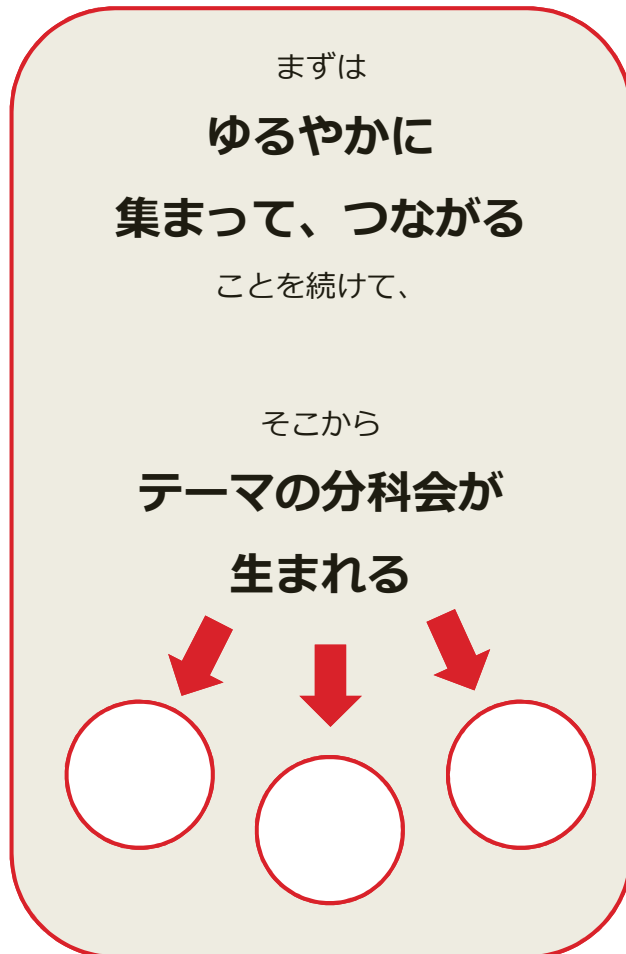 まずは
ゆるやかに
集まって、つながる
ことを続けて、
そこから
テーマの分科会が
生まれる